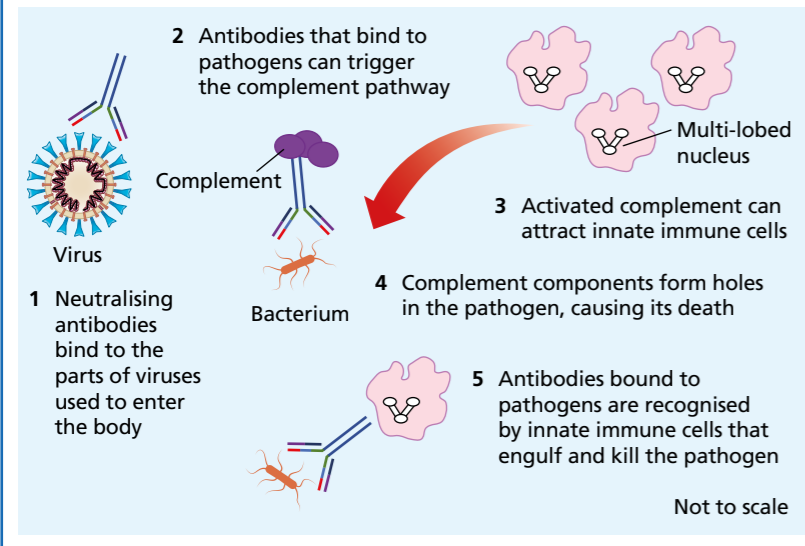 2 Antibodies that bind to
pathogens can trigger
the complement pathway
Multi-lobed
nucleus
Complement
3 Activated complement can
attract innate immune cells
Virus
Bacterium
1 Neutralising
antibodies
bind to the
parts of viruses
used to enter
the body
4 Complement components form holes
in the pathogen, causing its death
5 Antibodies bound to
pathogens are recognised
by innate immune cells that
engulf and kill the pathogen
Not to scale